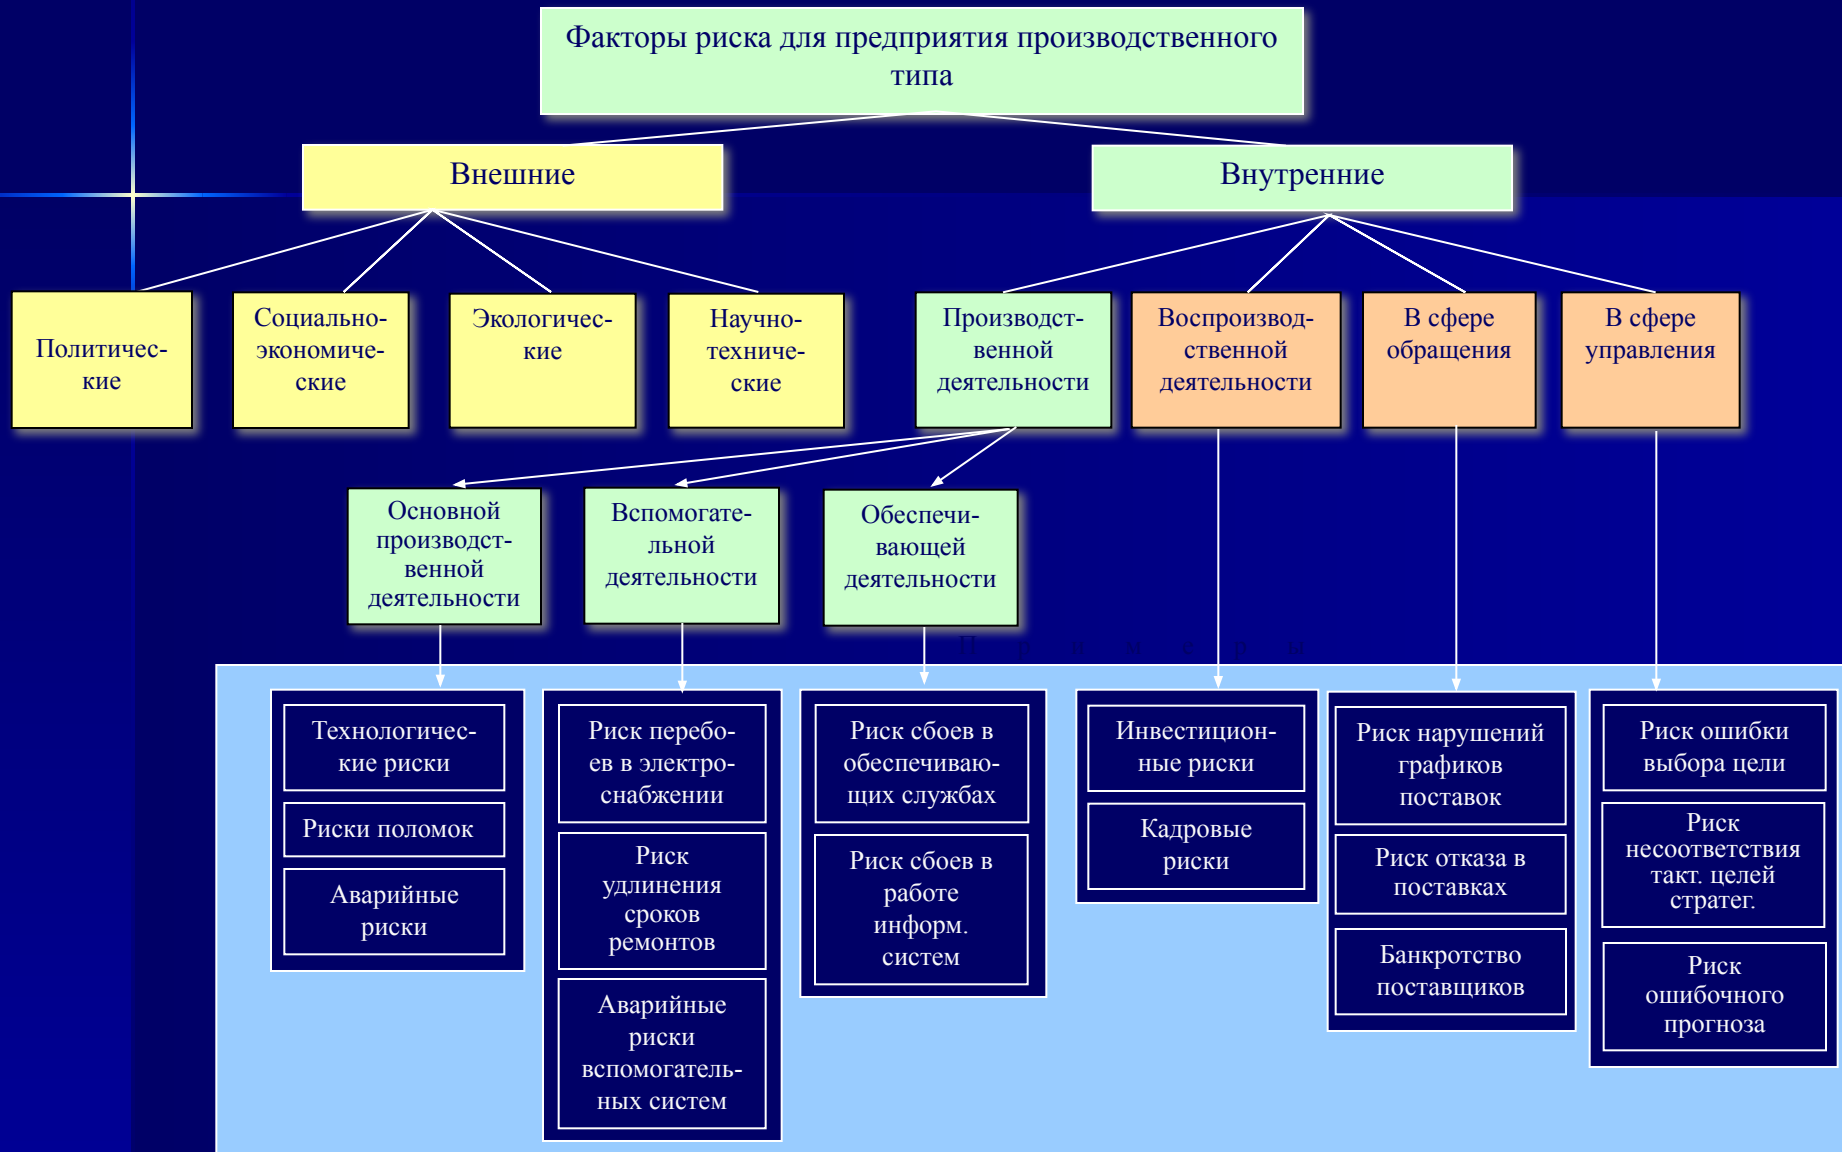 Факторы риска для предприятия производственного
типа
Внешние
Внутренние
Политичес-
кие
Социально-
экономиче-
ские
Экологичес-
кие
Научно-
техниче-
ские
Производст-
венной
деятельности
Воспроизвод-
ственной
деятельности
В сфере
обращения
В сфере
управления
Основной
производст-
венной
деятельности
Вспомогате-
льной
деятельности
Обеспечи-
вающей
деятельности
П р и м е р ы
Технологичес-
кие риски
Риски поломок
Аварийные
риски
Риск перебо-
ев в электро-
снабжении
Риск
удлинения
сроков
ремонтов
Аварийные
риски
вспомогатель-
ных систем
Риск сбоев в
обеспечиваю-
щих службах
Риск сбоев в
работе
информ.
систем
Инвестицион-
ные риски
Кадровые
риски
Риск нарушений
графиков
поставок
Риск отказа в
поставках
Банкротство
поставщиков
Риск ошибки
выбора цели
Риск
несоответствия
такт. целей
стратег.
Риск
ошибочного
прогноза